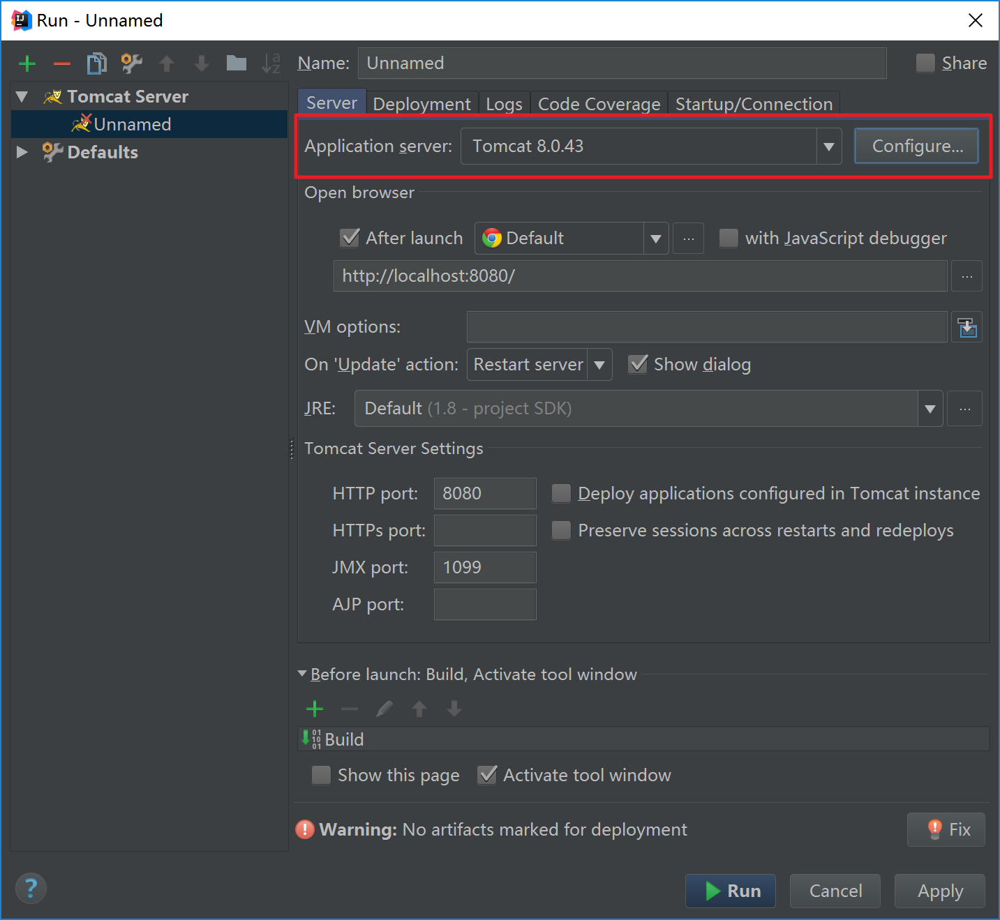 Run - Unnamed
Name: Unnamed Share
Tomcat Server
Unnamed
Defaults
Server Deployment Logs Code Coverage Startup/Connection
Application server: Tomcat 8.0.43 Configure...
Open browser
After launch Default ... with JavaScript debugger
http://localhost:8080/ ...
VM options:
On 'Update' action: Restart server Show dialog
JRE: Default (1.8 - project SDK) ...
Tomcat Server Settings
HTTP port: 8080 Deploy applications configured in Tomcat instance
HTTPs port: Preserve sessions across restarts and redeploys
JMX port: 1099
AJP port:
Before launch: Build, Activate tool window
Build
Show this page Activate tool window
Warning: No artifacts marked for deployment Fix
? Run Cancel Apply